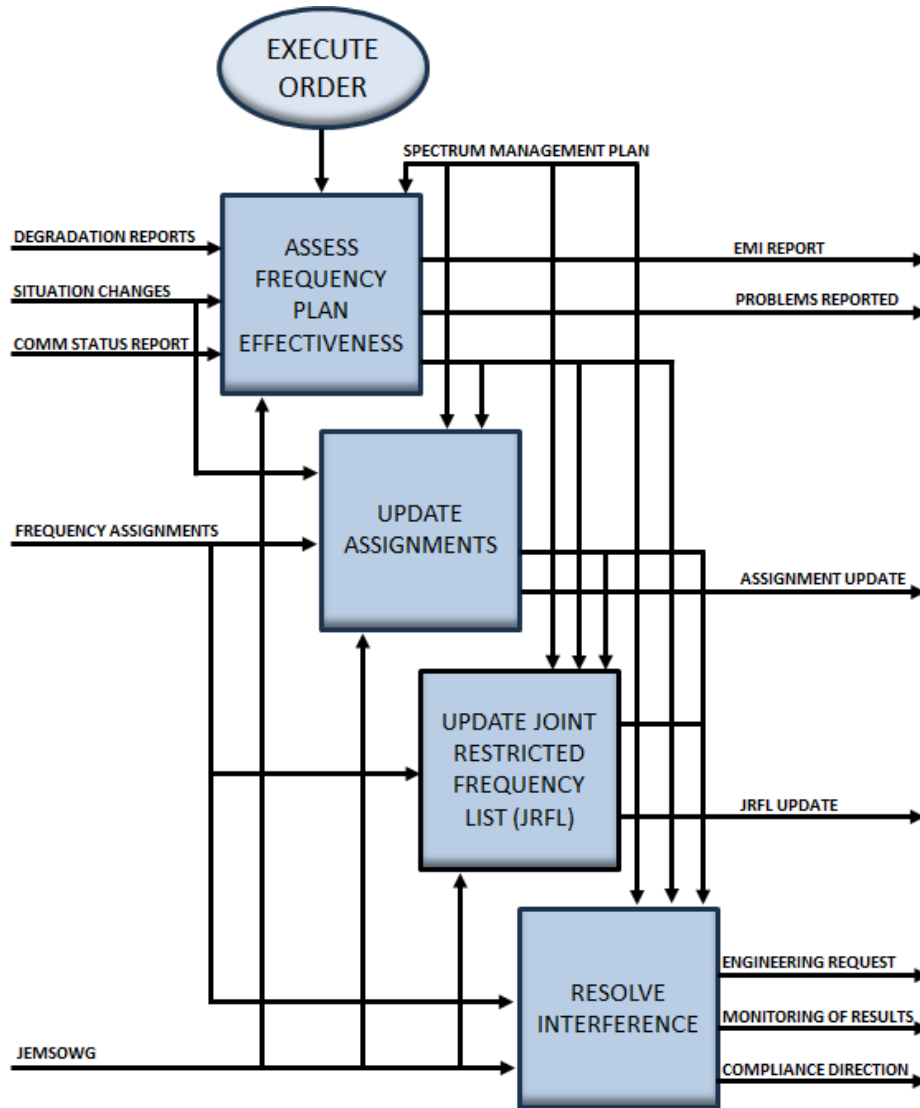 EXECUTE
ORDER
SPECTRUM MANAGEMENT PLAN
DEGRADATION REPORTS
SITUATION CHANGES
COMM STATUS REPORT
ASSESS
FREQUENCY
PLAN
EFFECTIVENESS
EMI REPORT
PROBLEMS REPORTED
FREQUENCY ASSIGNMENTS
UPDATE
ASSIGNMENTS
ASSIGNMENT UPDATE
UPDATE JOINT
RESTRICTED
FREQUENCY
LIST (JRFL)
JRFL UPDATE
JEMSOWG
RESOLVE
INTERFERENCE
ENGINEERING REQUEST
MONITORING OF RESULTS
COMPLIANCE DIRECTION